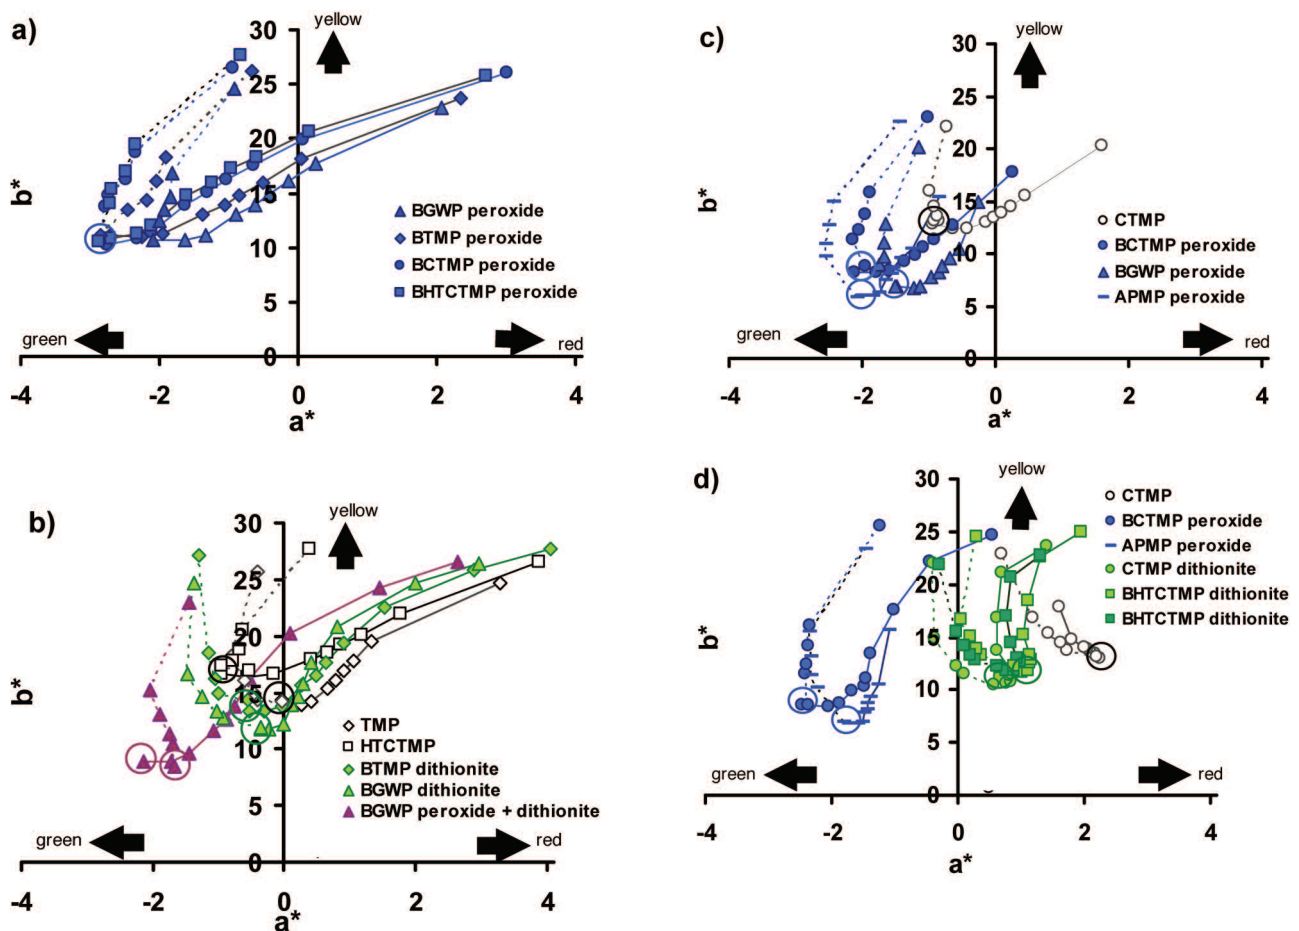 a)
yellow
30
25
20
15
10
5
0
b*
BGWP peroxide
BTMP peroxide
BCTMP peroxide
BHTCTMP peroxide
green
red
-4
-2
0
2
4
a*
b)
yellow
30
25
20
15
10
5
0
b*
TMP
HTCTMP
BTMP dithionite
BGWP dithionite
BGWP peroxide + dithionite
green
red
-4
-2
0
2
4
a*
c)
yellow
30
25
20
15
10
5
0
b*
CTMP
BCTMP peroxide
BGWP peroxide
APMP peroxide
green
red
-4
-2
0
2
4
a*
d)
yellow
30
25
20
15
10
5
0
b*
CTMP
BCTMP peroxide
APMP peroxide
CTMP dithionite
BHTCTMP dithionite
BHTCTMP dithionite
green
red
-4
-2
0
2
4
a*